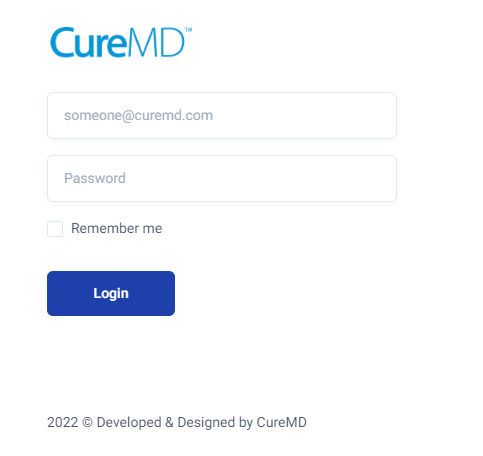 CureMD™
someone@curemd.com
Password
Remember me
Login
2022 © Developed & Designed by CureMD